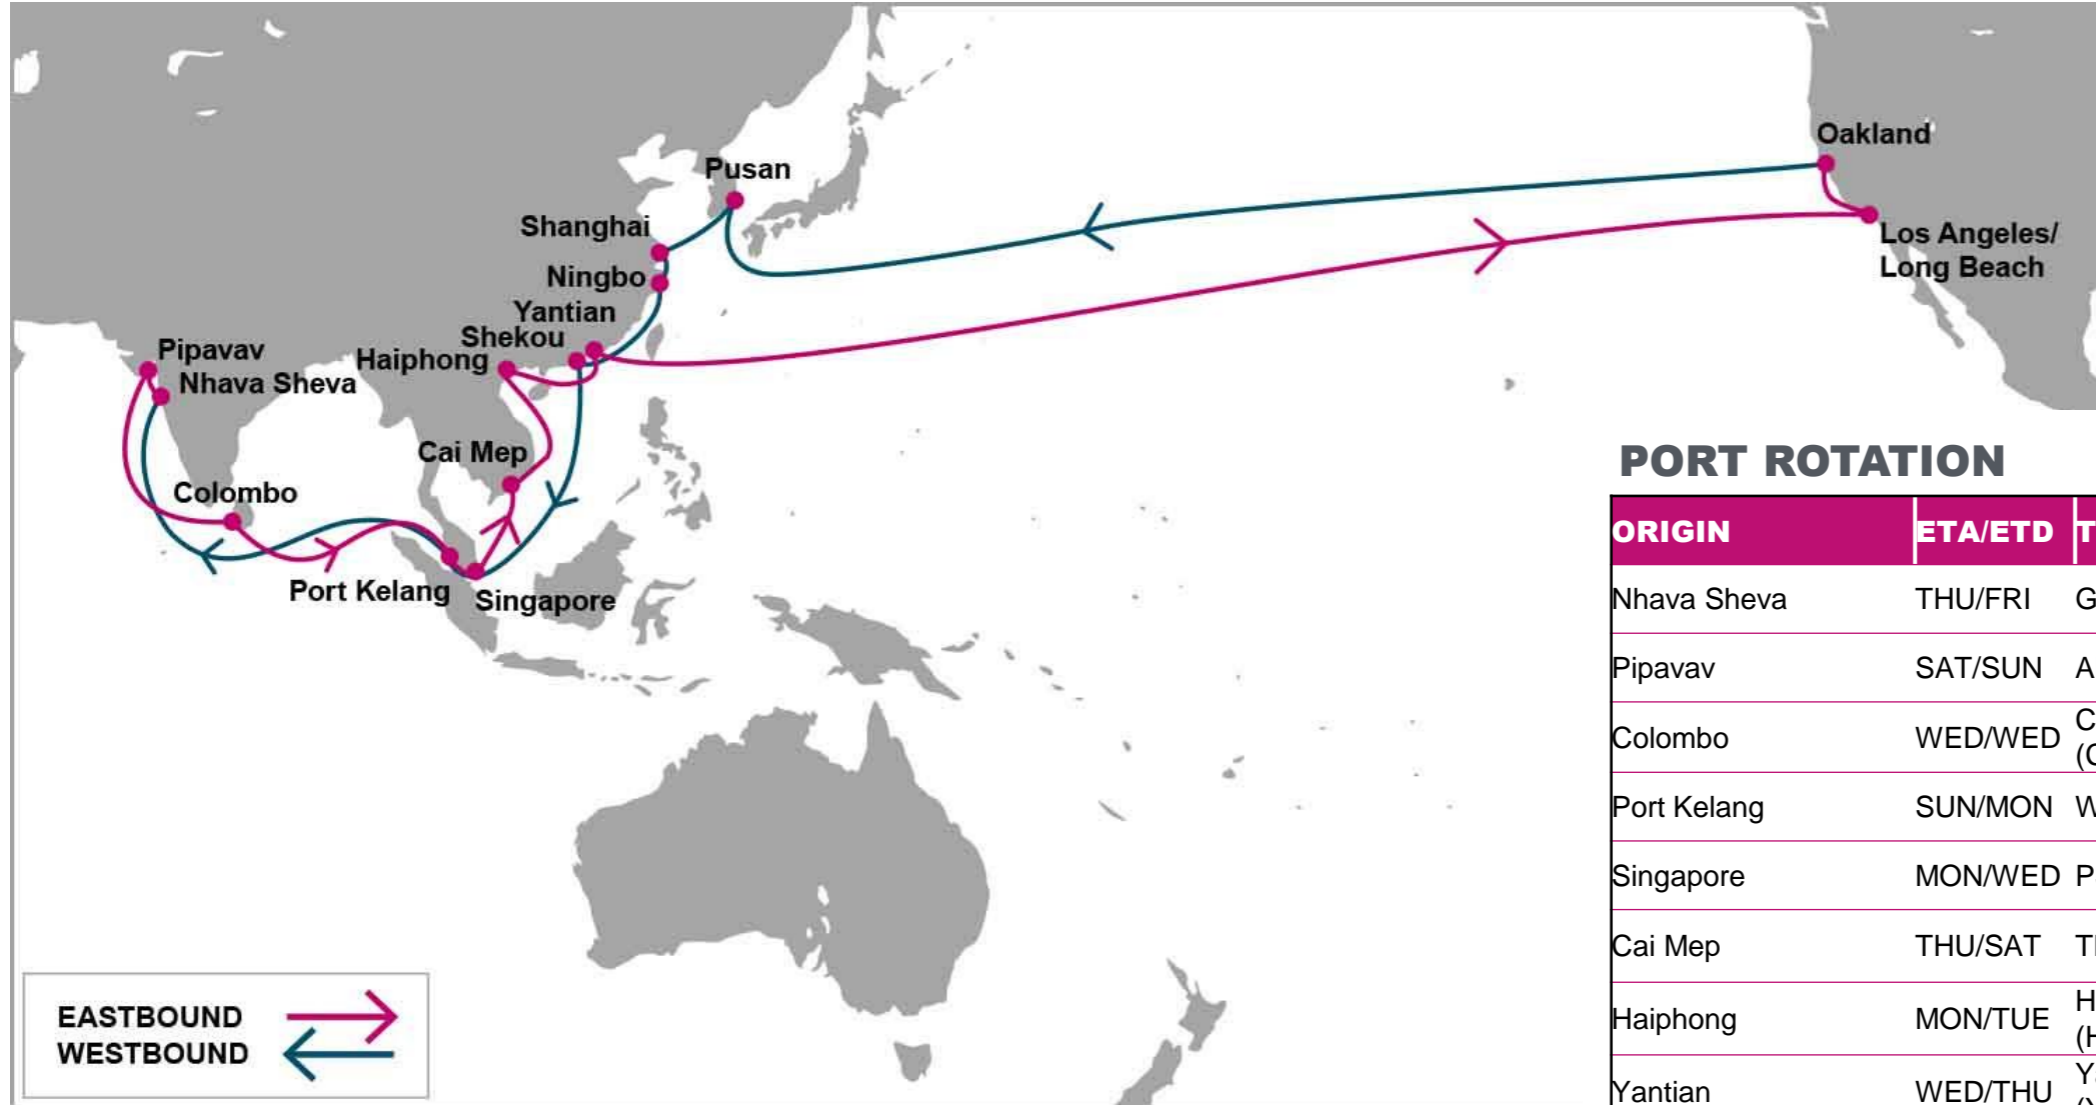 Oakland
Pusan
Shanghai
Los Angeles/
Long Beach
Ningbo
Yantian
Shekou
Haiphong
Pipavav
Nhava Sheva
Cai Mep
Colombo
Port Kelang
Singapore
EASTBOUND
WESTBOUND
PORT ROTATION
ORIGIN ETA/ETD T
Nhava Sheva THU/FRI G
Pipavav SAT/SUN A
Colombo WED/WED C
(C
Port Kelang SUN/MON W
Singapore MON/WED P
Cai Mep THU/SAT T
Haiphong MON/TUE H
(H
Yantian WED/THU Y